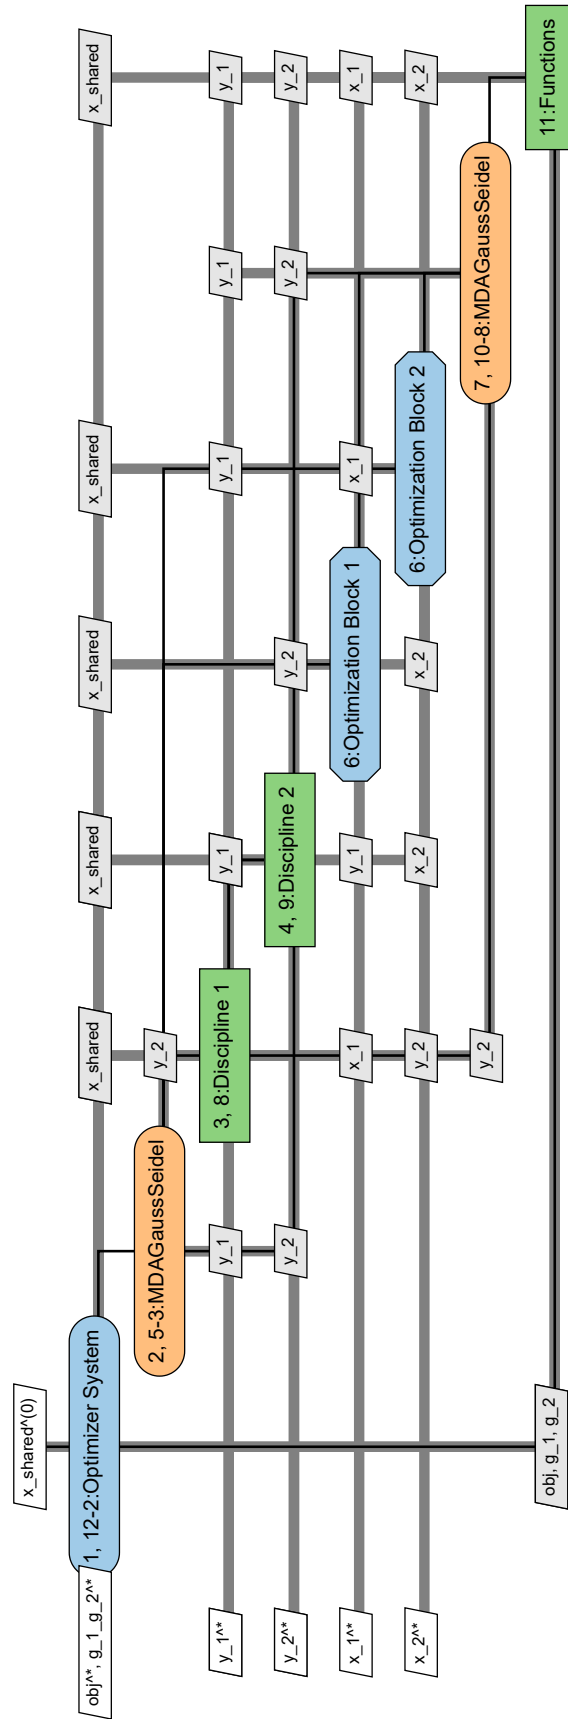 x_shared^(0)
obj^*, g_1_g_2^*
1, 12-2:Optimizer System
x_shared
x_shared
x_shared
x_shared
x_shared
2, 5-3:MDAGaussSeidel
y_2
y_1^*
y_1
3, 8:Discipline 1
y_1
y_1
y_1
y_1
y_2^*
y_2
4, 9:Discipline 2
y_2
y_2
y_2
x_1^*
x_1
y_1
6:Optimization Block 1
x_1
x_1
x_2^*
y_2
x_2
x_2
6:Optimization Block 2
x_2
y_2
7, 10-8:MDAGaussSeidel
obj, g_1, g_2
11:Functions